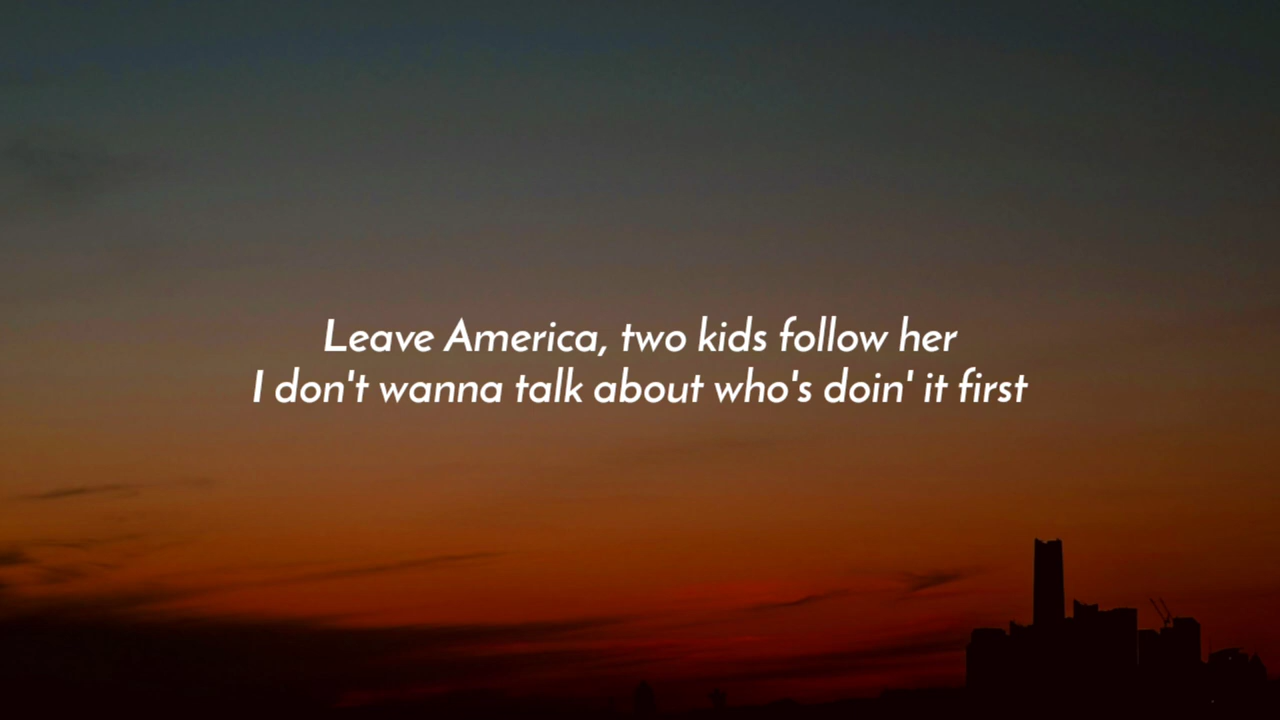 Leave America, two kids follow her
I don't wanna talk about who's doin' it first